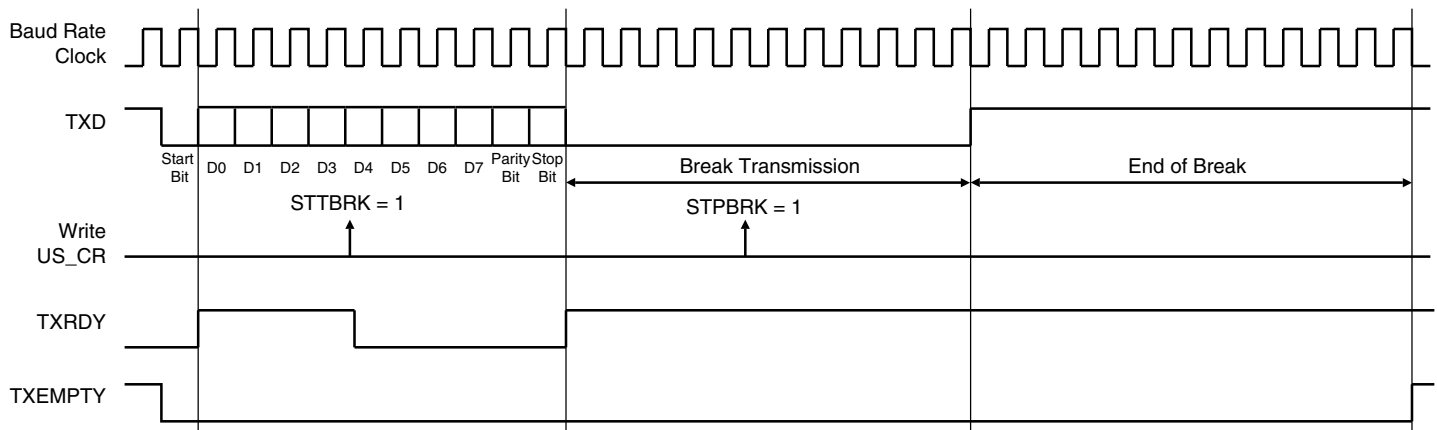 Baud Rate
Clock
TXD
Start
Bit
D0
D1
D2
D3
D4
D5
D6
D7
Parity
Bit
Stop
Bit
Break Transmission
End of Break
STTBRK = 1
STPBRK = 1
Write
US_CR
TXRDY
TXEMPTY